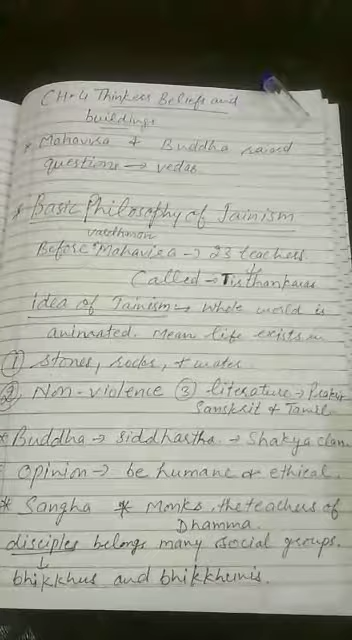 CH-4 Thinkers Beliefs and
buildings
* Mahavira + Buddha raised
questions → vedas
* Basic Philosophy of Jainism
vardhman
Before Mahavira → 23 teachers
Called → Tirthankaras
idea of Jainism → Whole world is
animated. Mean life exists in
① stones, rocks, + water
② Non-violence ③ literature → Prakrit
Sanskrit + Tamil
* Buddha → siddhartha → Shakya clan
opinion → be humane or ethical.
* Sangha * Monks, the teachers of
Dhamma.
disciples belongs many social groups.
↓
bhikkhus and bhikkhunis.